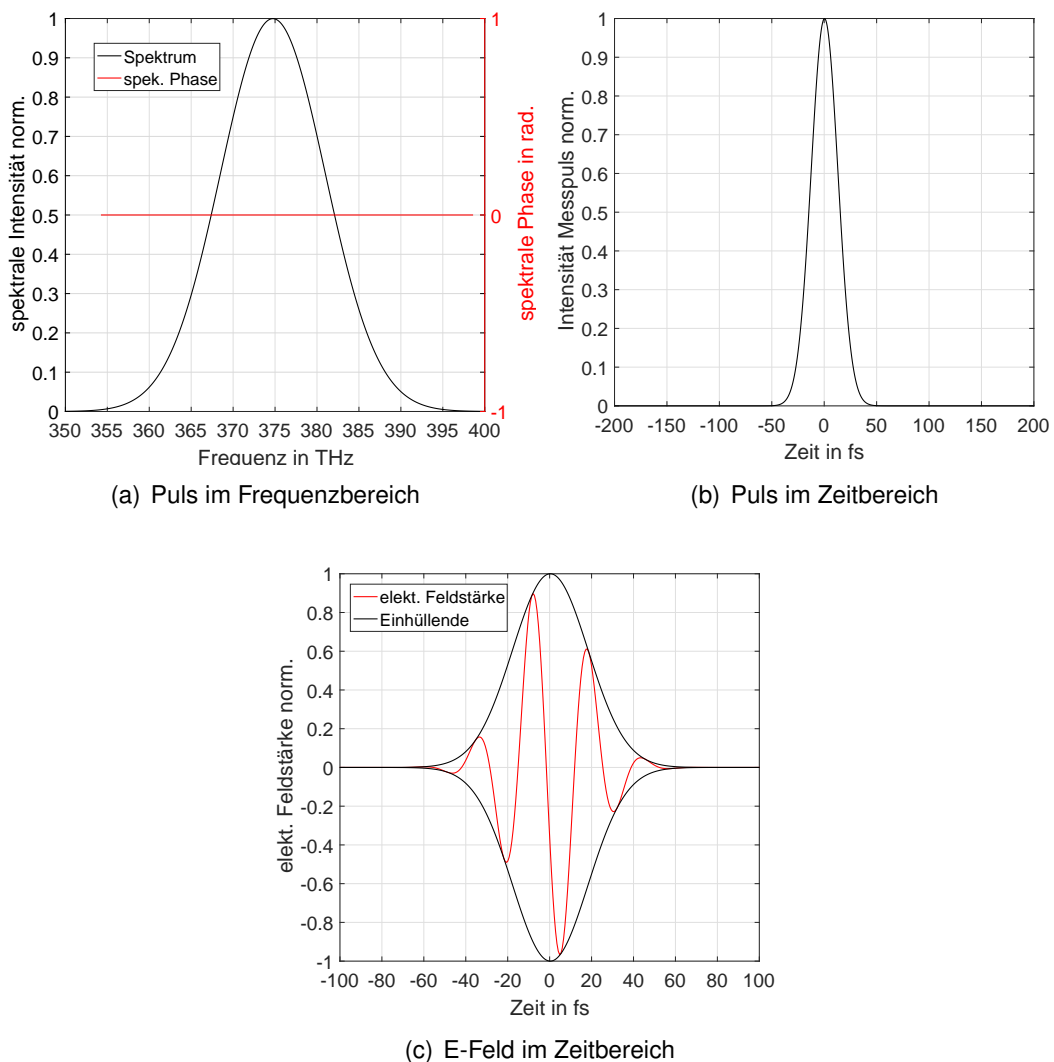 spektrale Intensität norm.
1
0.9
0.8
0.7
0.6
0.5
0.4
0.3
0.2
0.1
0
Spektrum
spek. Phase
1
0
-1
spektrale Phase in rad.
350 355 360 365 370 375 380 385 390 395 400
Frequenz in THz
(a) Puls im Frequenzbereich
Intensität Messpuls norm.
1
0.9
0.8
0.7
0.6
0.5
0.4
0.3
0.2
0.1
0
-200 -150 -100 -50 0 50 100 150 200
Zeit in fs
(b) Puls im Zeitbereich
elekt. Feldstärke norm.
1
0.8
0.6
0.4
0.2
0
-0.2
-0.4
-0.6
-0.8
-1
elekt. Feldstärke
Einhüllende
-100 -80 -60 -40 -20 0 20 40 60 80 100
Zeit in fs
(c) E-Feld im Zeitbereich